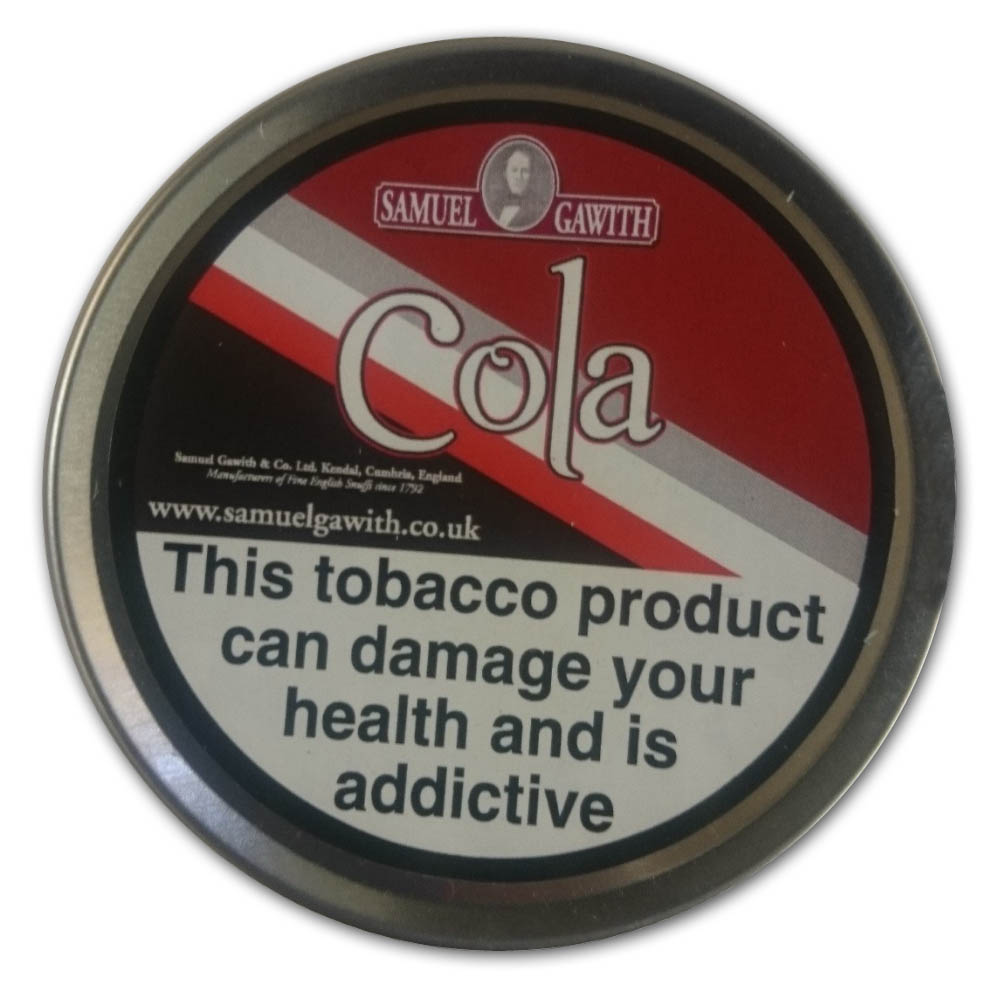 SAMUEL GAWITH
Cola
Samuel Gawith & Co. Ltd. Kendal, Cumbria, England
Manufacturers of Fine English Snuffs since 1792
www.samuelgawith.co.uk
This tobacco product
can damage your
health and is
addictive